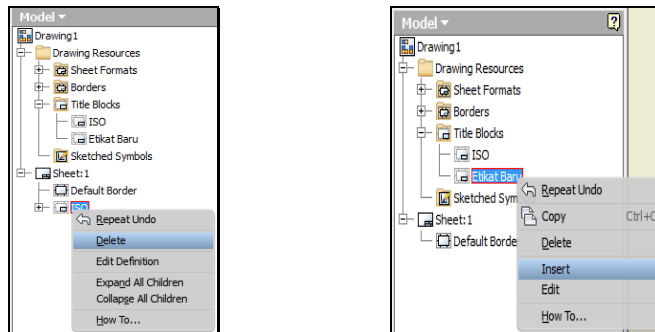 Model
Drawing1
Drawing Resources
Sheet Formats
Borders
Title Blocks
ISO
Etikat Baru
Sketched Symbols
Sheet:1
Default Border
ISO
Repeat Undo
Delete
Edit Definition
Expand All Children
Collapse All Children
How To...
Model
Drawing1
Drawing Resources
Sheet Formats
Borders
Title Blocks
ISO
Etikat Baru
Sketched Sym
Sheet:1
Default Borde
Repeat Undo
Copy Ctrl+C
Delete
Insert
Edit
How To...